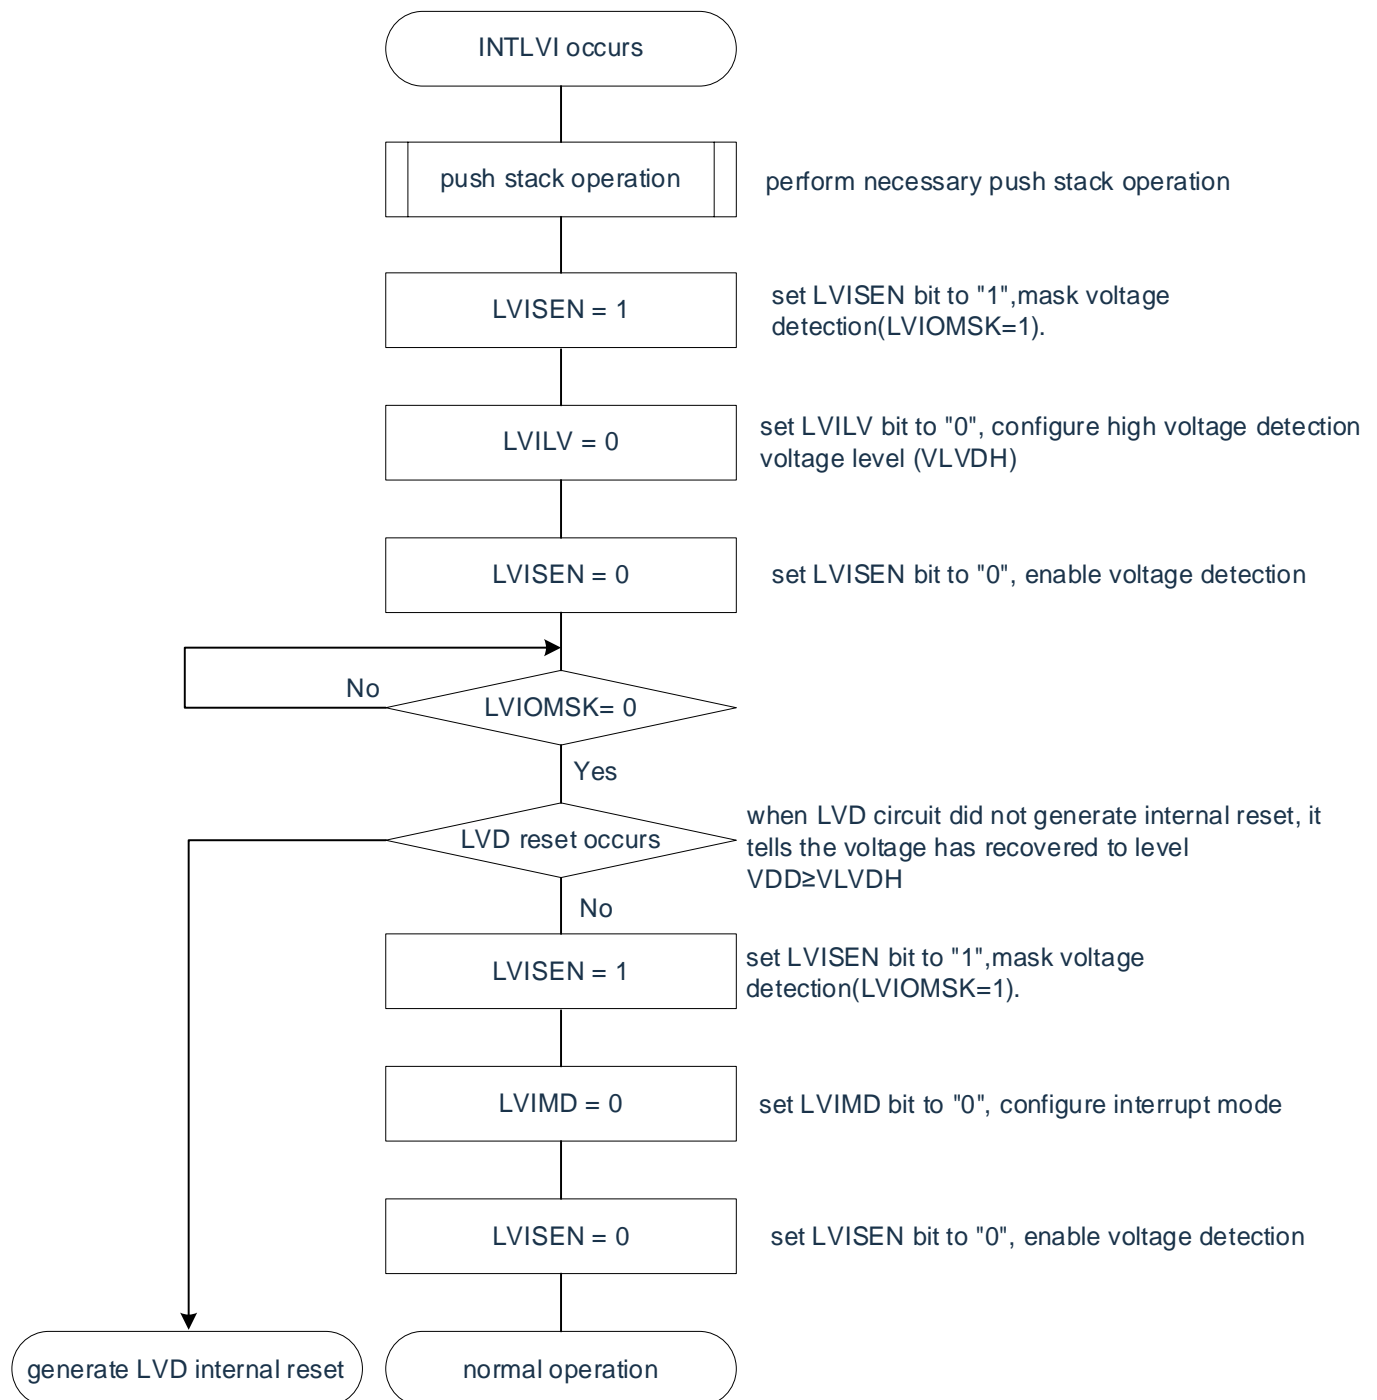 INTLVI occurs
push stack operation
perform necessary push stack operation
LVISEN = 1
set LVISEN bit to "1",mask voltage
detection(LVIOMSK=1).
LVILV = 0
set LVILV bit to "0", configure high voltage detection
voltage level (VLVDH)
LVISEN = 0
set LVISEN bit to "0", enable voltage detection
No
LVIOMSK= 0
Yes
LVD reset occurs
when LVD circuit did not generate internal reset, it
tells the voltage has recovered to level
VDD≥VLVDH
No
LVISEN = 1
set LVISEN bit to "1",mask voltage
detection(LVIOMSK=1).
LVIMD = 0
set LVIMD bit to "0", configure interrupt mode
LVISEN = 0
set LVISEN bit to "0", enable voltage detection
generate LVD internal reset
normal operation